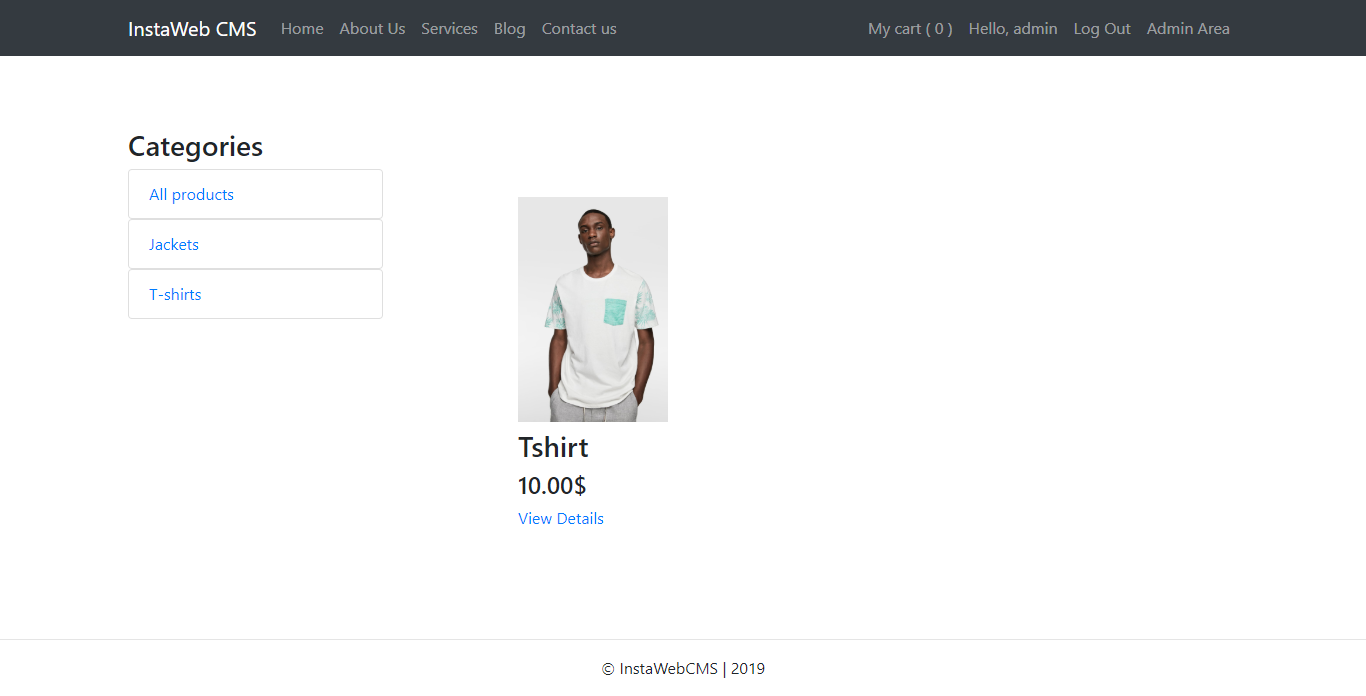 InstaWeb CMS Home About Us Services Blog Contact us My cart ( 0 ) Hello, admin Log Out Admin Area
Categories
All products
Jackets
T-shirts
Tshirt
10.00$
View Details
© InstaWebCMS | 2019